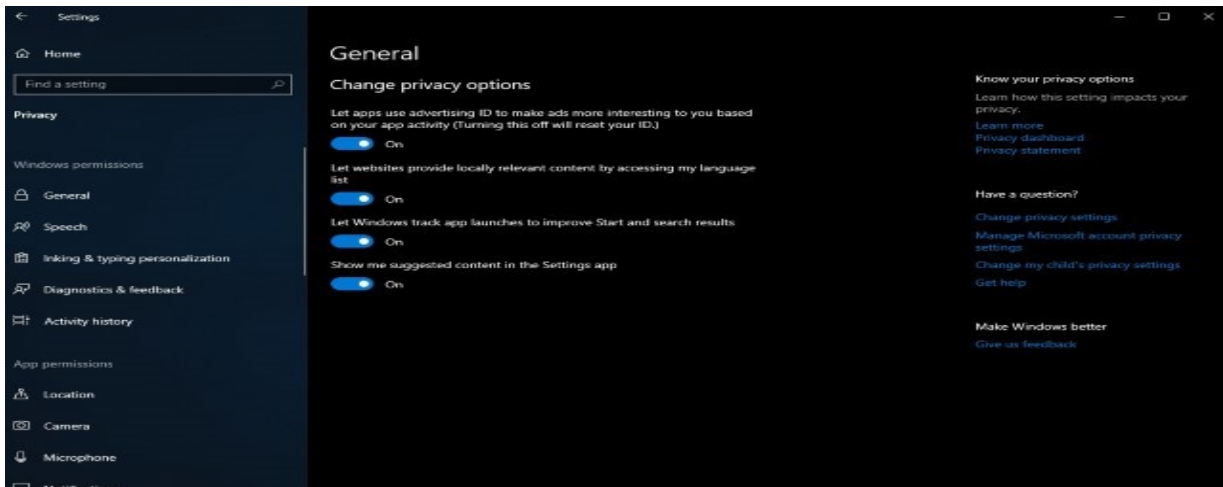 Settings
Home
Find a setting
Privacy
Windows permissions
General
Speech
Inking & typing personalization
Diagnostics & feedback
Activity history
App permissions
Location
Camera
Microphone
General
Change privacy options
Let apps use advertising ID to make ads more interesting to you based
on your app activity (Turning this off will reset your ID.)
On
Let websites provide locally relevant content by accessing my language
list
On
Let Windows track app launches to improve Start and search results
On
Show me suggested content in the Settings app
On
Know your privacy options
Learn how this setting impacts your
privacy.
Learn more
Privacy dashboard
Privacy statement
Have a question?
Change privacy settings
Manage Microsoft account privacy
settings
Change my child's privacy settings
Get help
Make Windows better
Give us feedback